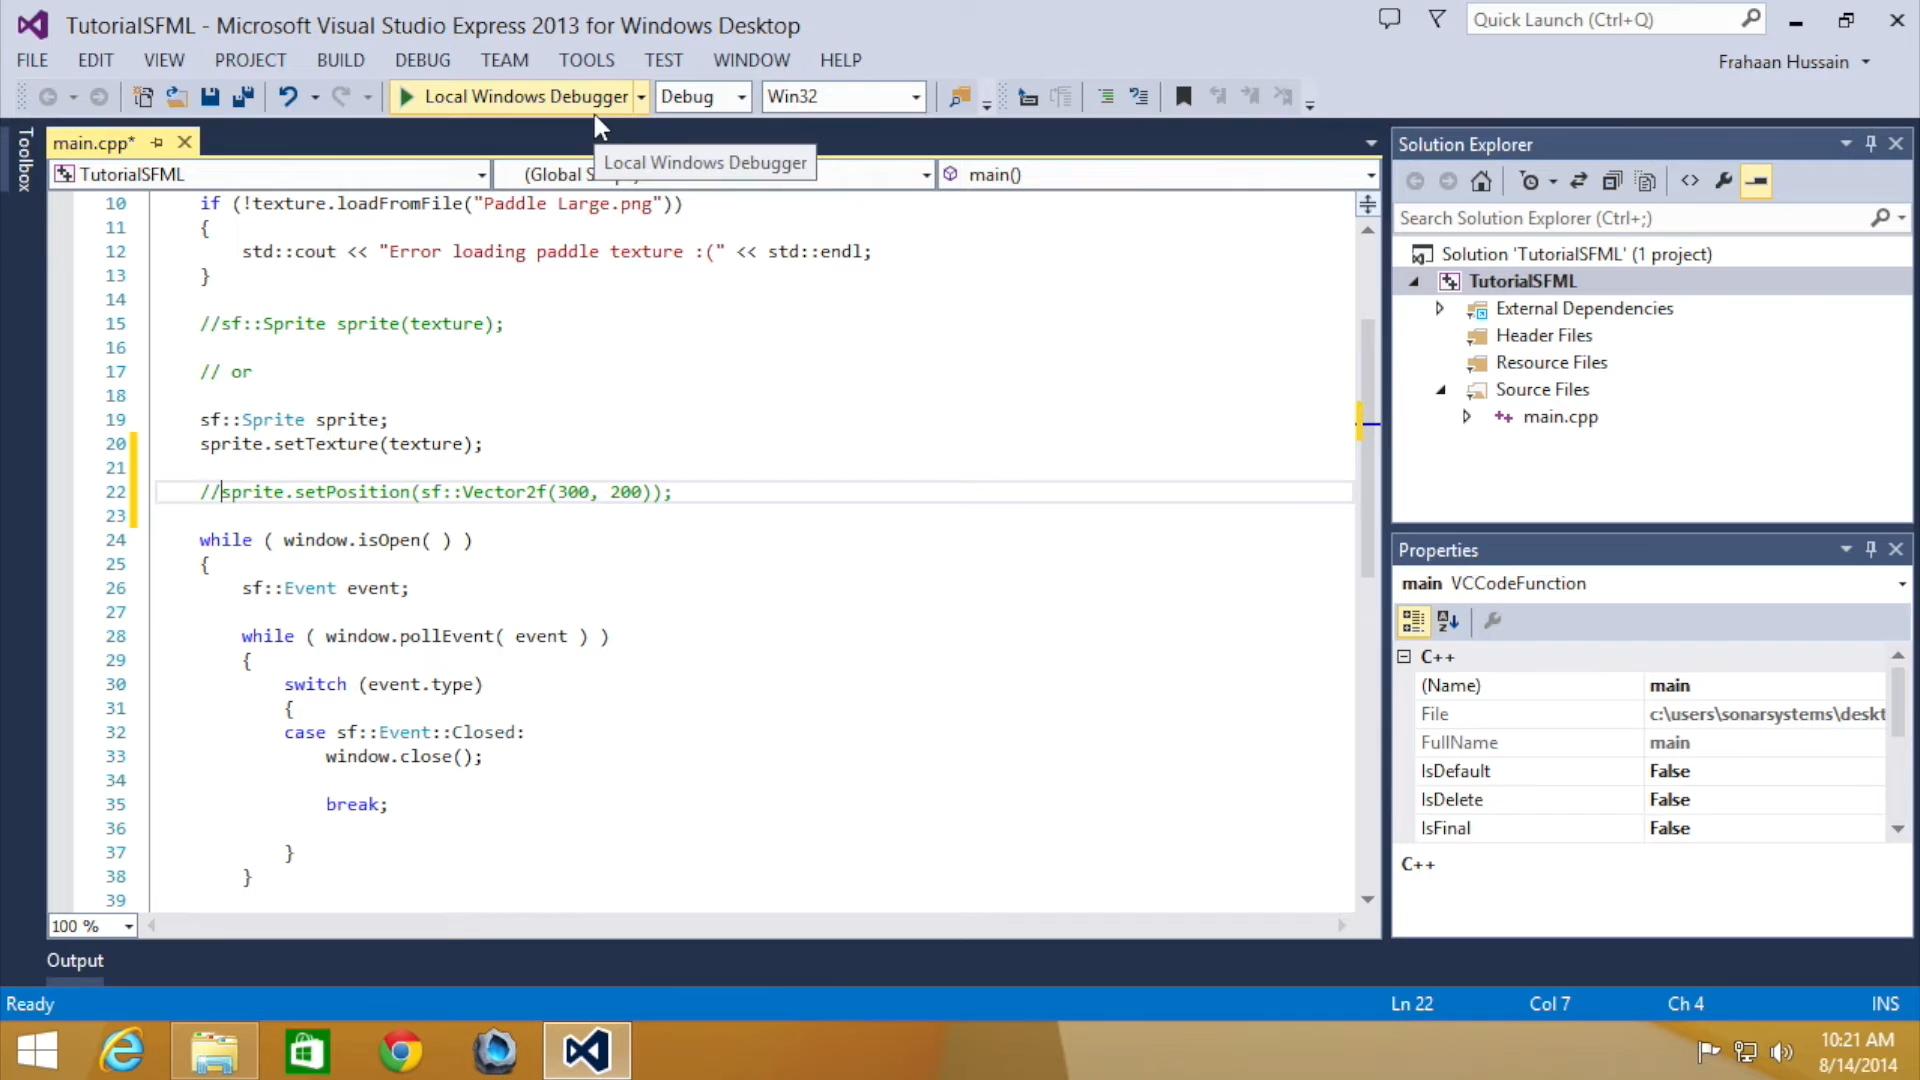 TutorialSFML - Microsoft Visual Studio Express 2013 for Windows Desktop
Quick Launch (Ctrl+Q)
FILE EDIT VIEW PROJECT BUILD DEBUG TEAM TOOLS TEST WINDOW HELP
Frahaan Hussain
Local Windows Debugger Debug Win32
Toolbox
main.cpp*
Local Windows Debugger
TutorialSFML (Global S main()
10 if (!texture.loadFromFile("Paddle Large.png"))
11 {
12 std::cout << "Error loading paddle texture :(" << std::endl;
13 }
14
15 //sf::Sprite sprite(texture);
16
17 // or
18
19 sf::Sprite sprite;
20 sprite.setTexture(texture);
21
22 //sprite.setPosition(sf::Vector2f(300, 200));
23
24 while ( window.isOpen( ) )
25 {
26 sf::Event event;
27
28 while ( window.pollEvent( event ) )
29 {
30 switch (event.type)
31 {
32 case sf::Event::Closed:
33 window.close();
34
35 break;
36
37 }
38 }
39
100 %
Output
Solution Explorer
Search Solution Explorer (Ctrl+;)
Solution 'TutorialSFML' (1 project)
TutorialSFML
External Dependencies
Header Files
Resource Files
Source Files
main.cpp
Properties
main VCCodeFunction
C++
(Name) main
File c:\users\sonarsystems\deskt
FullName main
IsDefault False
IsDelete False
IsFinal False
C++
Ready Ln 22 Col 7 Ch 4 INS
10:21 AM
8/14/2014